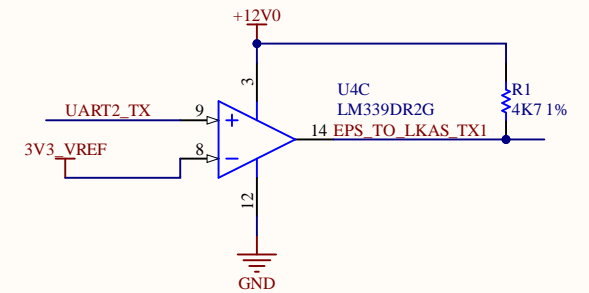 +12V0
3
U4C
LM339DR2G
R1
4K7 1%
UART2_TX
9
+
14 EPS_TO_LKAS_TX1
3V3_VREF
8
-
12
GND